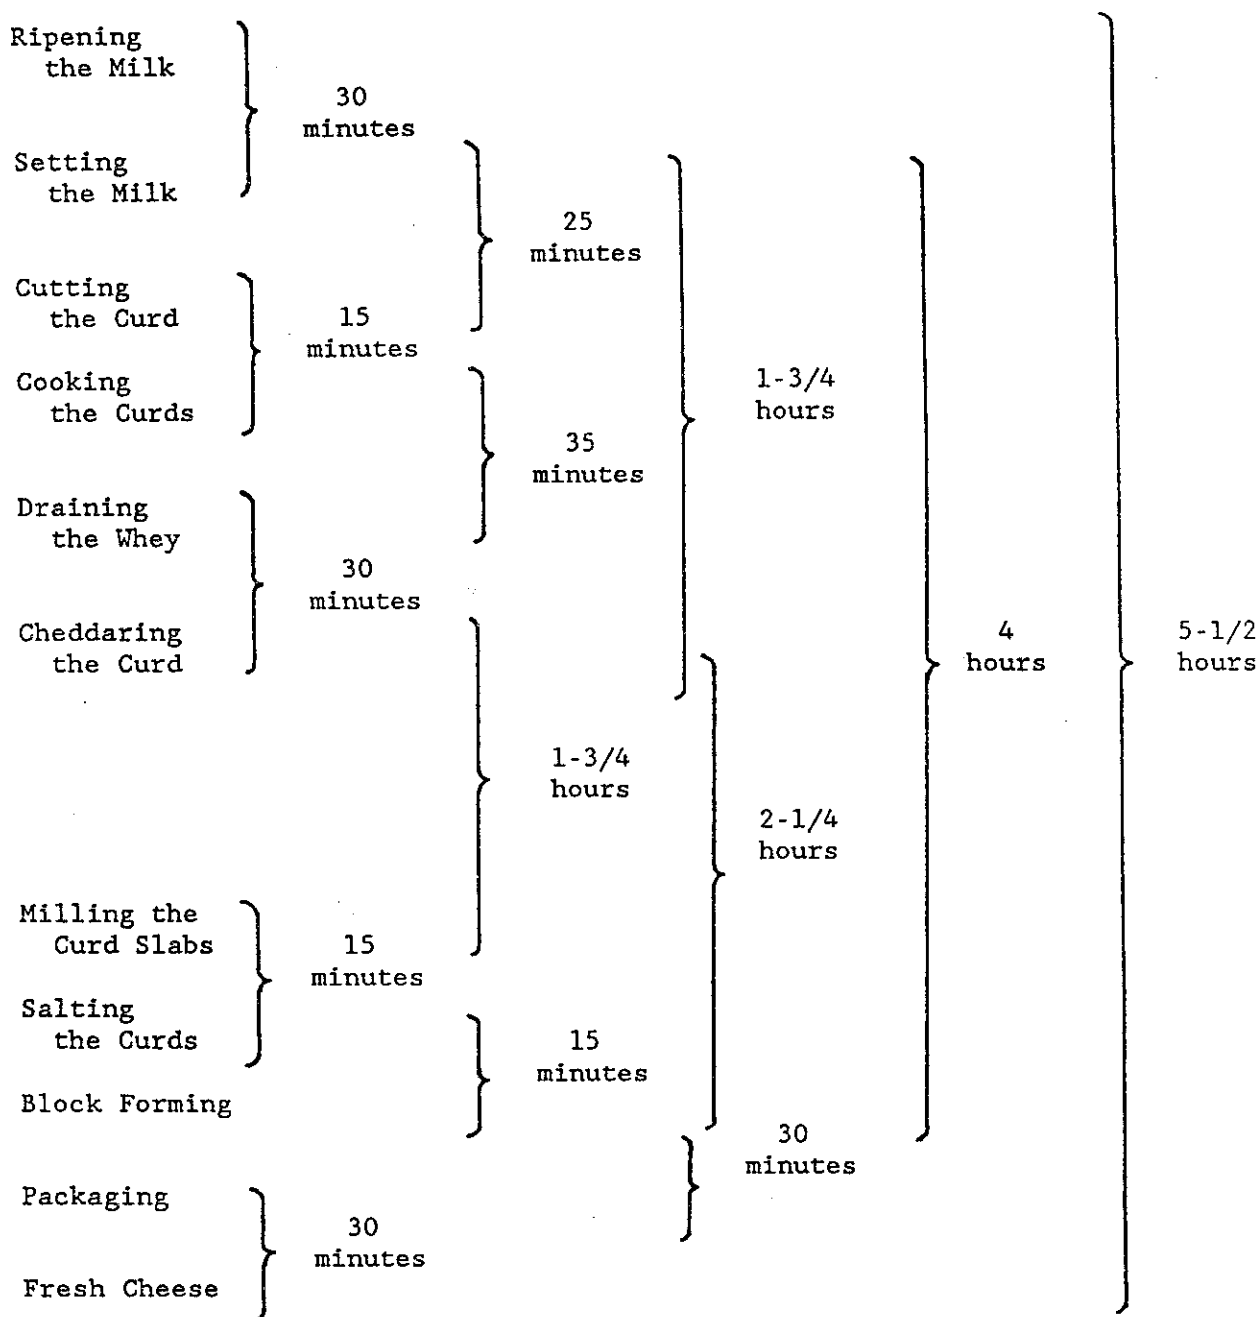 Ripening
the Milk
30
minutes
Setting
the Milk
25
minutes
Cutting
the Curd
15
minutes
Cooking
the Curds
1-3/4
hours
35
minutes
Draining
the Whey
30
minutes
Cheddaring
the Curd
4
hours
5-1/2
hours
1-3/4
hours
2-1/4
hours
Milling the
Curd Slabs
15
minutes
Salting
the Curds
15
minutes
Block Forming
30
minutes
Packaging
30
minutes
Fresh Cheese